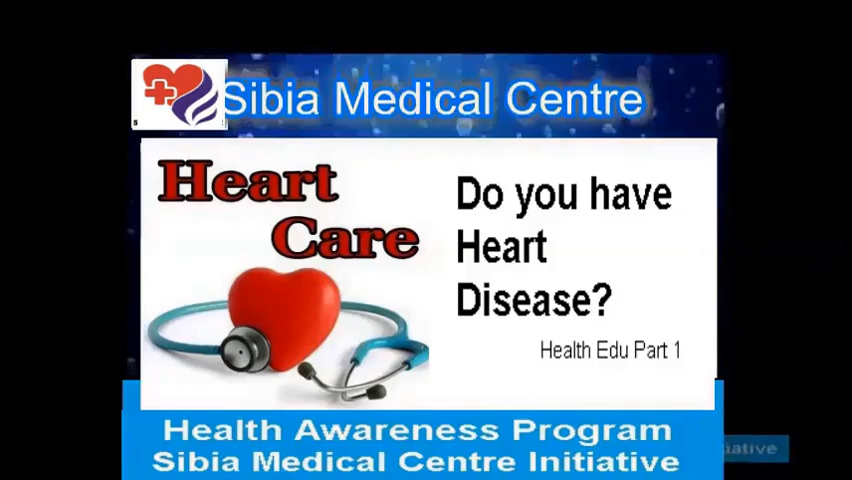 Sibia Medical Centre
Heart
Care
Do you have
Heart
Disease?
Health Edu Part 1
Health Awareness Program
Sibia Medical Centre Initiative